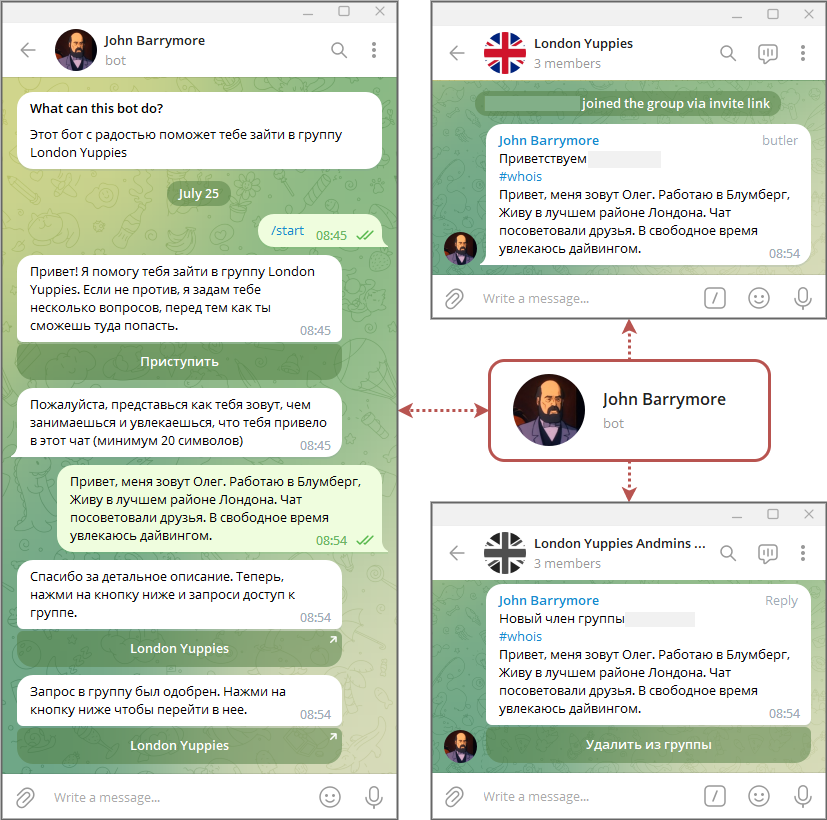 John Barrymore
bot
What can this bot do?
Этот бот с радостью поможет тебе зайти в группу
London Yuppies
July 25
/start 08:45
Привет! Я помогу тебя зайти в группу London
Yuppies. Если не против, я задам тебе
несколько вопросов, перед тем как ты
сможешь туда попасть.
08:45
Приступить
Пожалуйста, представься как тебя зовут, чем
занимаешься и увлекаешься, что тебя привело
в этот чат (минимум 20 символов)
08:45
Привет, меня зовут Олег. Работаю в Блумберг,
Живу в лучшем районе Лондона. Чат
посоветовали друзья. В свободное время
увлекаюсь дайвингом.
08:54
Спасибо за детальное описание. Теперь,
нажми на кнопку ниже и запроси доступ к
группе.
08:54
London Yuppies
Запрос в группу был одобрен. Нажми на
кнопку ниже чтобы перейти в нее.
08:54
London Yuppies
Write a message...
London Yuppies
3 members
joined the group via invite link
John Barrymore butler
Приветствуем
#whois
Привет, меня зовут Олег. Работаю в Блумберг,
Живу в лучшем районе Лондона. Чат
посоветовали друзья. В свободное время
увлекаюсь дайвингом.
08:54
Write a message...
John Barrymore
bot
London Yuppies Andmins ...
3 members
John Barrymore Reply
Новый член группы
#whois
Привет, меня зовут Олег. Работаю в Блумберг,
Живу в лучшем районе Лондона. Чат
посоветовали друзья. В свободное время
увлекаюсь дайвингом.
08:54
Удалить из группы
Write a message...